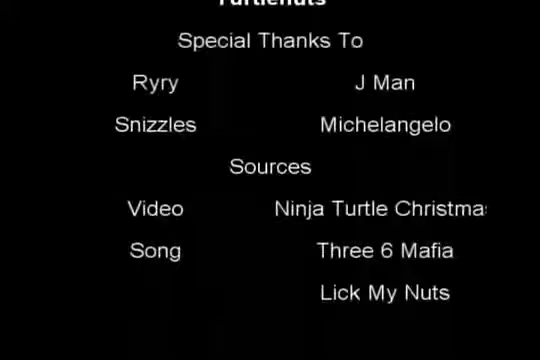 Turtlenuts
Special Thanks To
Ryry J Man
Snizzles Michelangelo
Sources
Video Ninja Turtle Christmas
Song Three 6 Mafia
Lick My Nuts